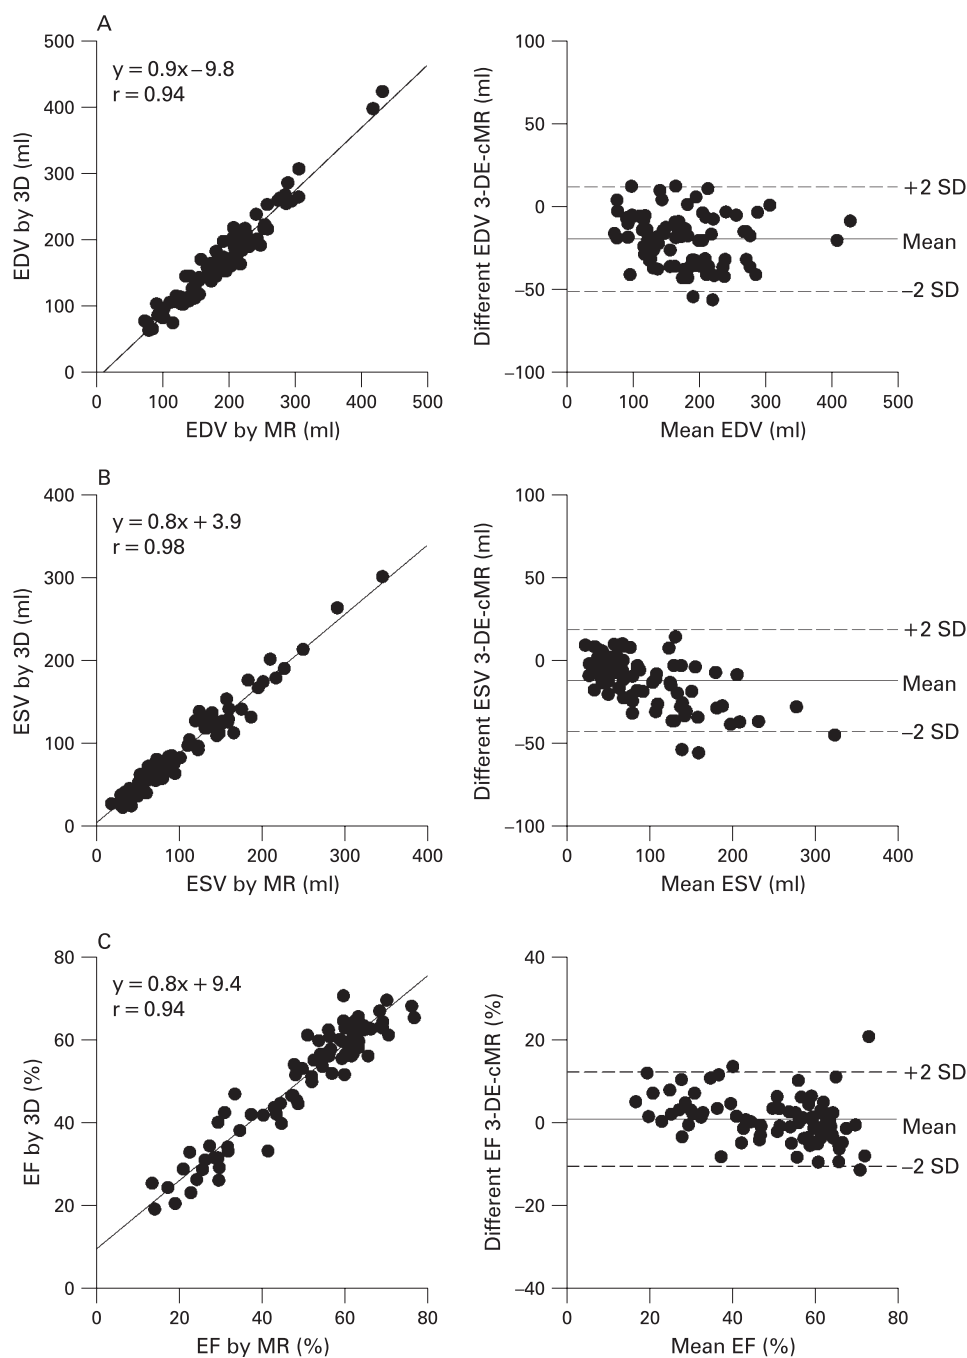 A
y = 0.9x – 9.8
r = 0.94
EDV by 3D (ml)
500
400
300
200
100
0
0 100 200 300 400 500
EDV by MR (ml)
Different EDV 3-DE-cMR (ml)
100
50
0
–50
–100
+2 SD
Mean
–2 SD
0 100 200 300 400 500
Mean EDV (ml)
B
y = 0.8x + 3.9
r = 0.98
ESV by 3D (ml)
400
300
200
100
0
0 100 200 300 400
ESV by MR (ml)
Different ESV 3-DE-cMR (ml)
100
50
0
–50
–100
+2 SD
Mean
–2 SD
0 100 200 300 400
Mean ESV (ml)
C
y = 0.8x + 9.4
r = 0.94
EF by 3D (%)
80
60
40
20
0
0 20 40 60 80
EF by MR (%)
Different EF 3-DE-cMR (%)
40
20
0
–20
–40
+2 SD
Mean
–2 SD
0 20 40 60 80
Mean EF (%)